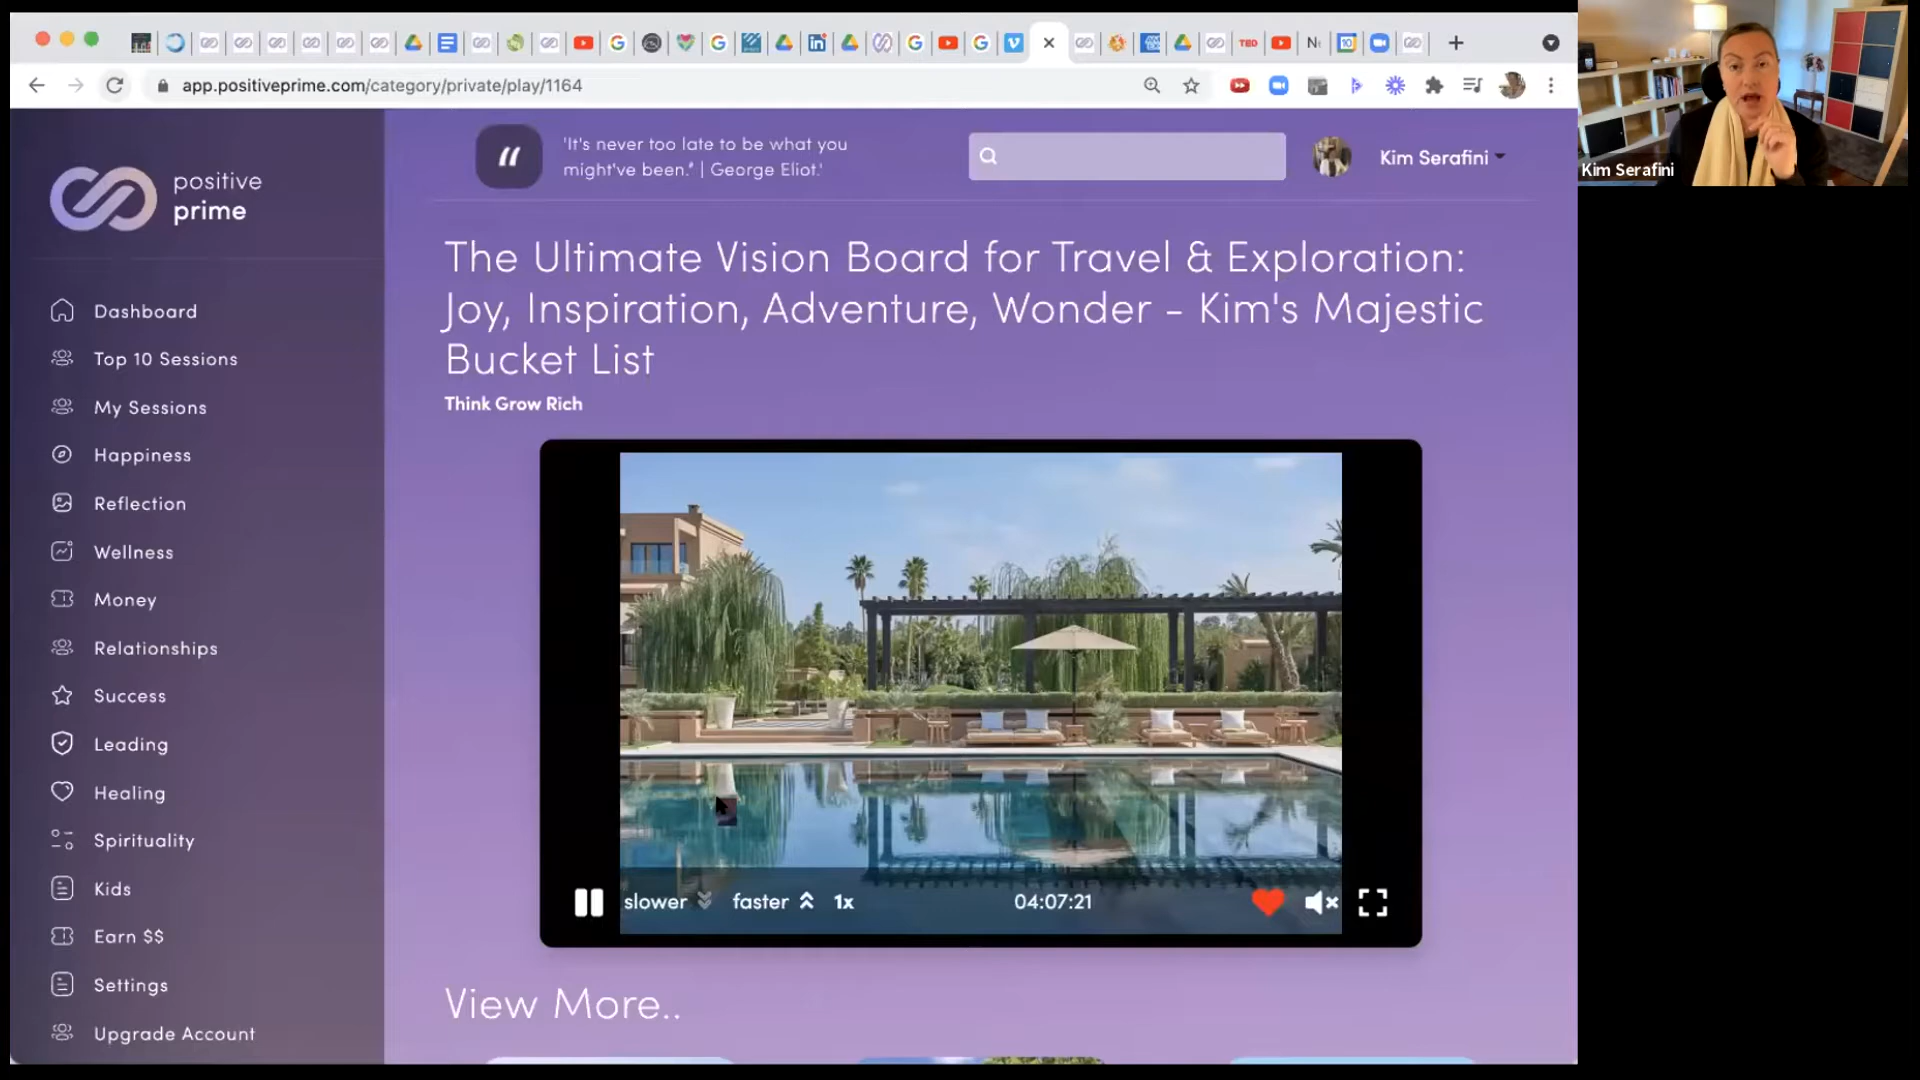 app.positiveprime.com/category/private/play/1164
positive
prime
'It's never too late to be what you
might've been." | George Eliot.'
Kim Serafini
Kim Serafini
The Ultimate Vision Board for Travel & Exploration:
Joy, Inspiration, Adventure, Wonder - Kim's Majestic
Bucket List
Think Grow Rich
Dashboard
Top 10 Sessions
My Sessions
Happiness
Reflection
Wellness
Money
Relationships
Success
Leading
Healing
Spirituality
Kids
Earn $$
Settings
Upgrade Account
slower faster 1x 04:07:21
View More..